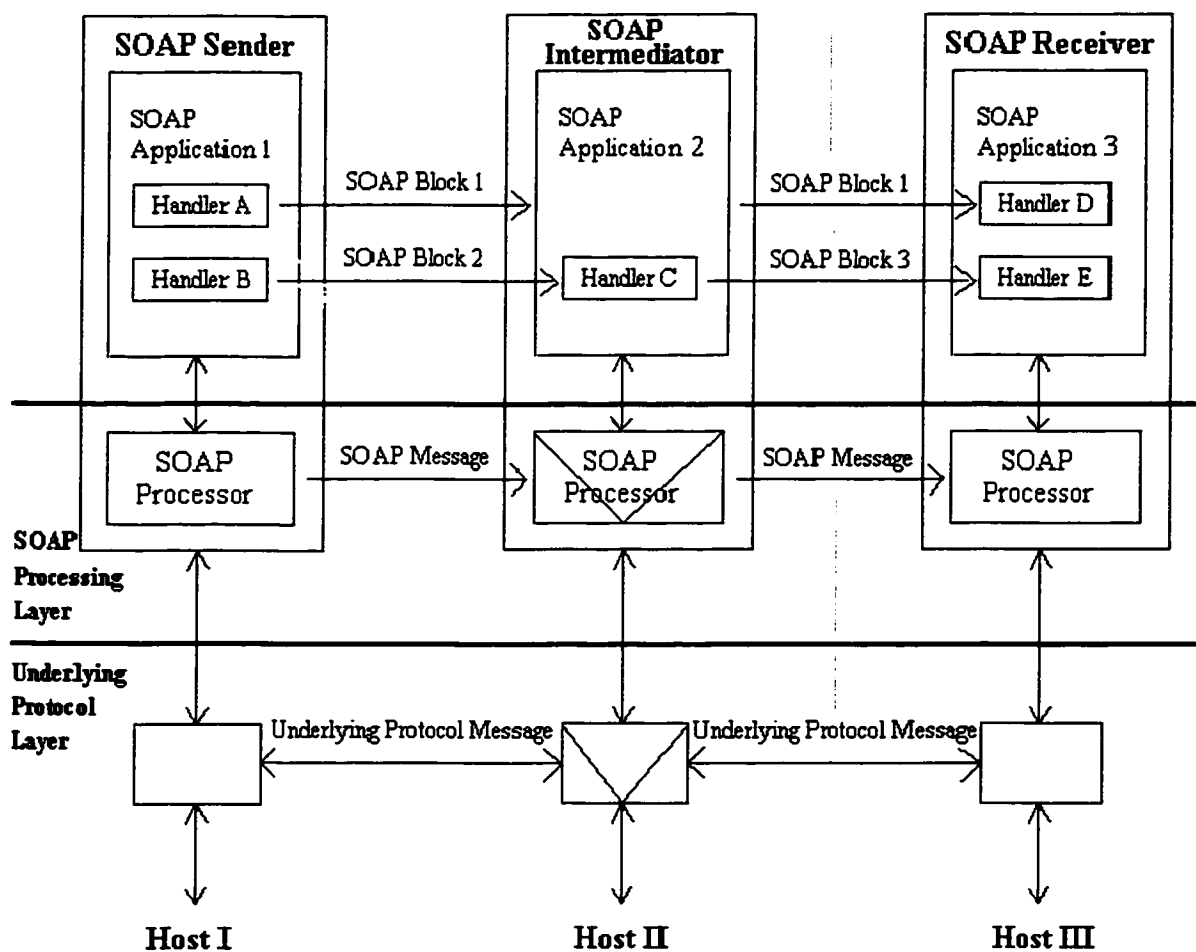 SOAP Sender
SOAP
Intermediator
SOAP Receiver
SOAP
Application 1
SOAP
Application 2
SOAP
Application 3
SOAP Block 1
SOAP Block 1
Handler A
Handler D
SOAP Block 2
SOAP Block 3
Handler B
Handler C
Handler E
SOAP
Processor
SOAP Message
SOAP
Processor
SOAP Message
SOAP
Processor
SOAP
Processing
Layer
Underlying
Protocol
Layer
Underlying Protocol Message
Underlying Protocol Message
Host I
Host II
Host III